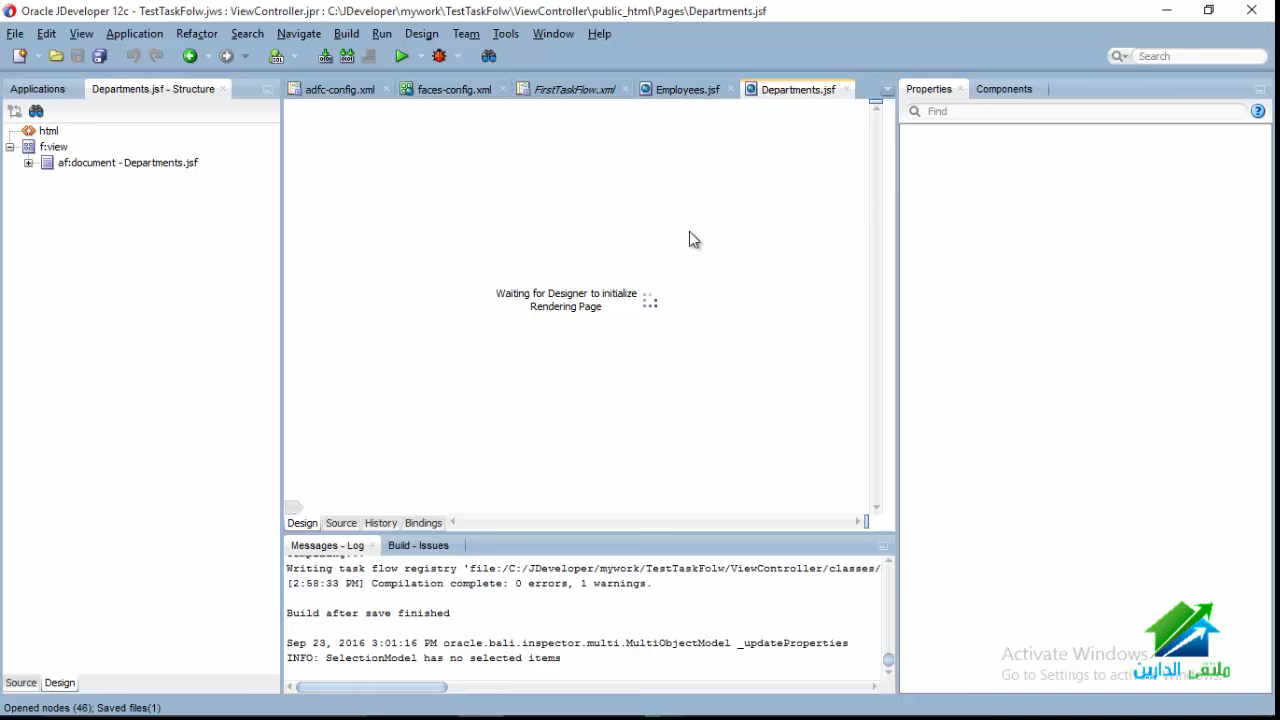 Oracle JDeveloper 12c - TestTaskFolw.jws : ViewController.jpr : C:\JDeveloper\mywork\TestTaskFolw\ViewController\public_html\Pages\Departments.jsf
File Edit View Application Refactor Search Navigate Build Run Design Team Tools Window Help
Search
Applications Departments.jsf - Structure
adfc-config.xml faces-config.xml FirstTaskFlow.xml Employees.jsf Departments.jsf
Properties Components
Find
html
f:view
af:document - Departments.jsf
Waiting for Designer to initialize
Rendering Page
Design Source History Bindings
Messages - Log Build - Issues
Writing task flow registry 'file:/C:/JDeveloper/mywork/TestTaskFolw/ViewController/classes/
[2:58:33 PM] Compilation complete: 0 errors, 1 warnings.
Build after save finished
Sep 23, 2016 3:01:16 PM oracle.bali.inspector.multi.MultiObjectModel _updateProperties
INFO: SelectionModel has no selected items
Activate Windows
Go to Settings to activate Windows.
ملتقى الدارين
Source Design
Opened nodes (46); Saved files(1)